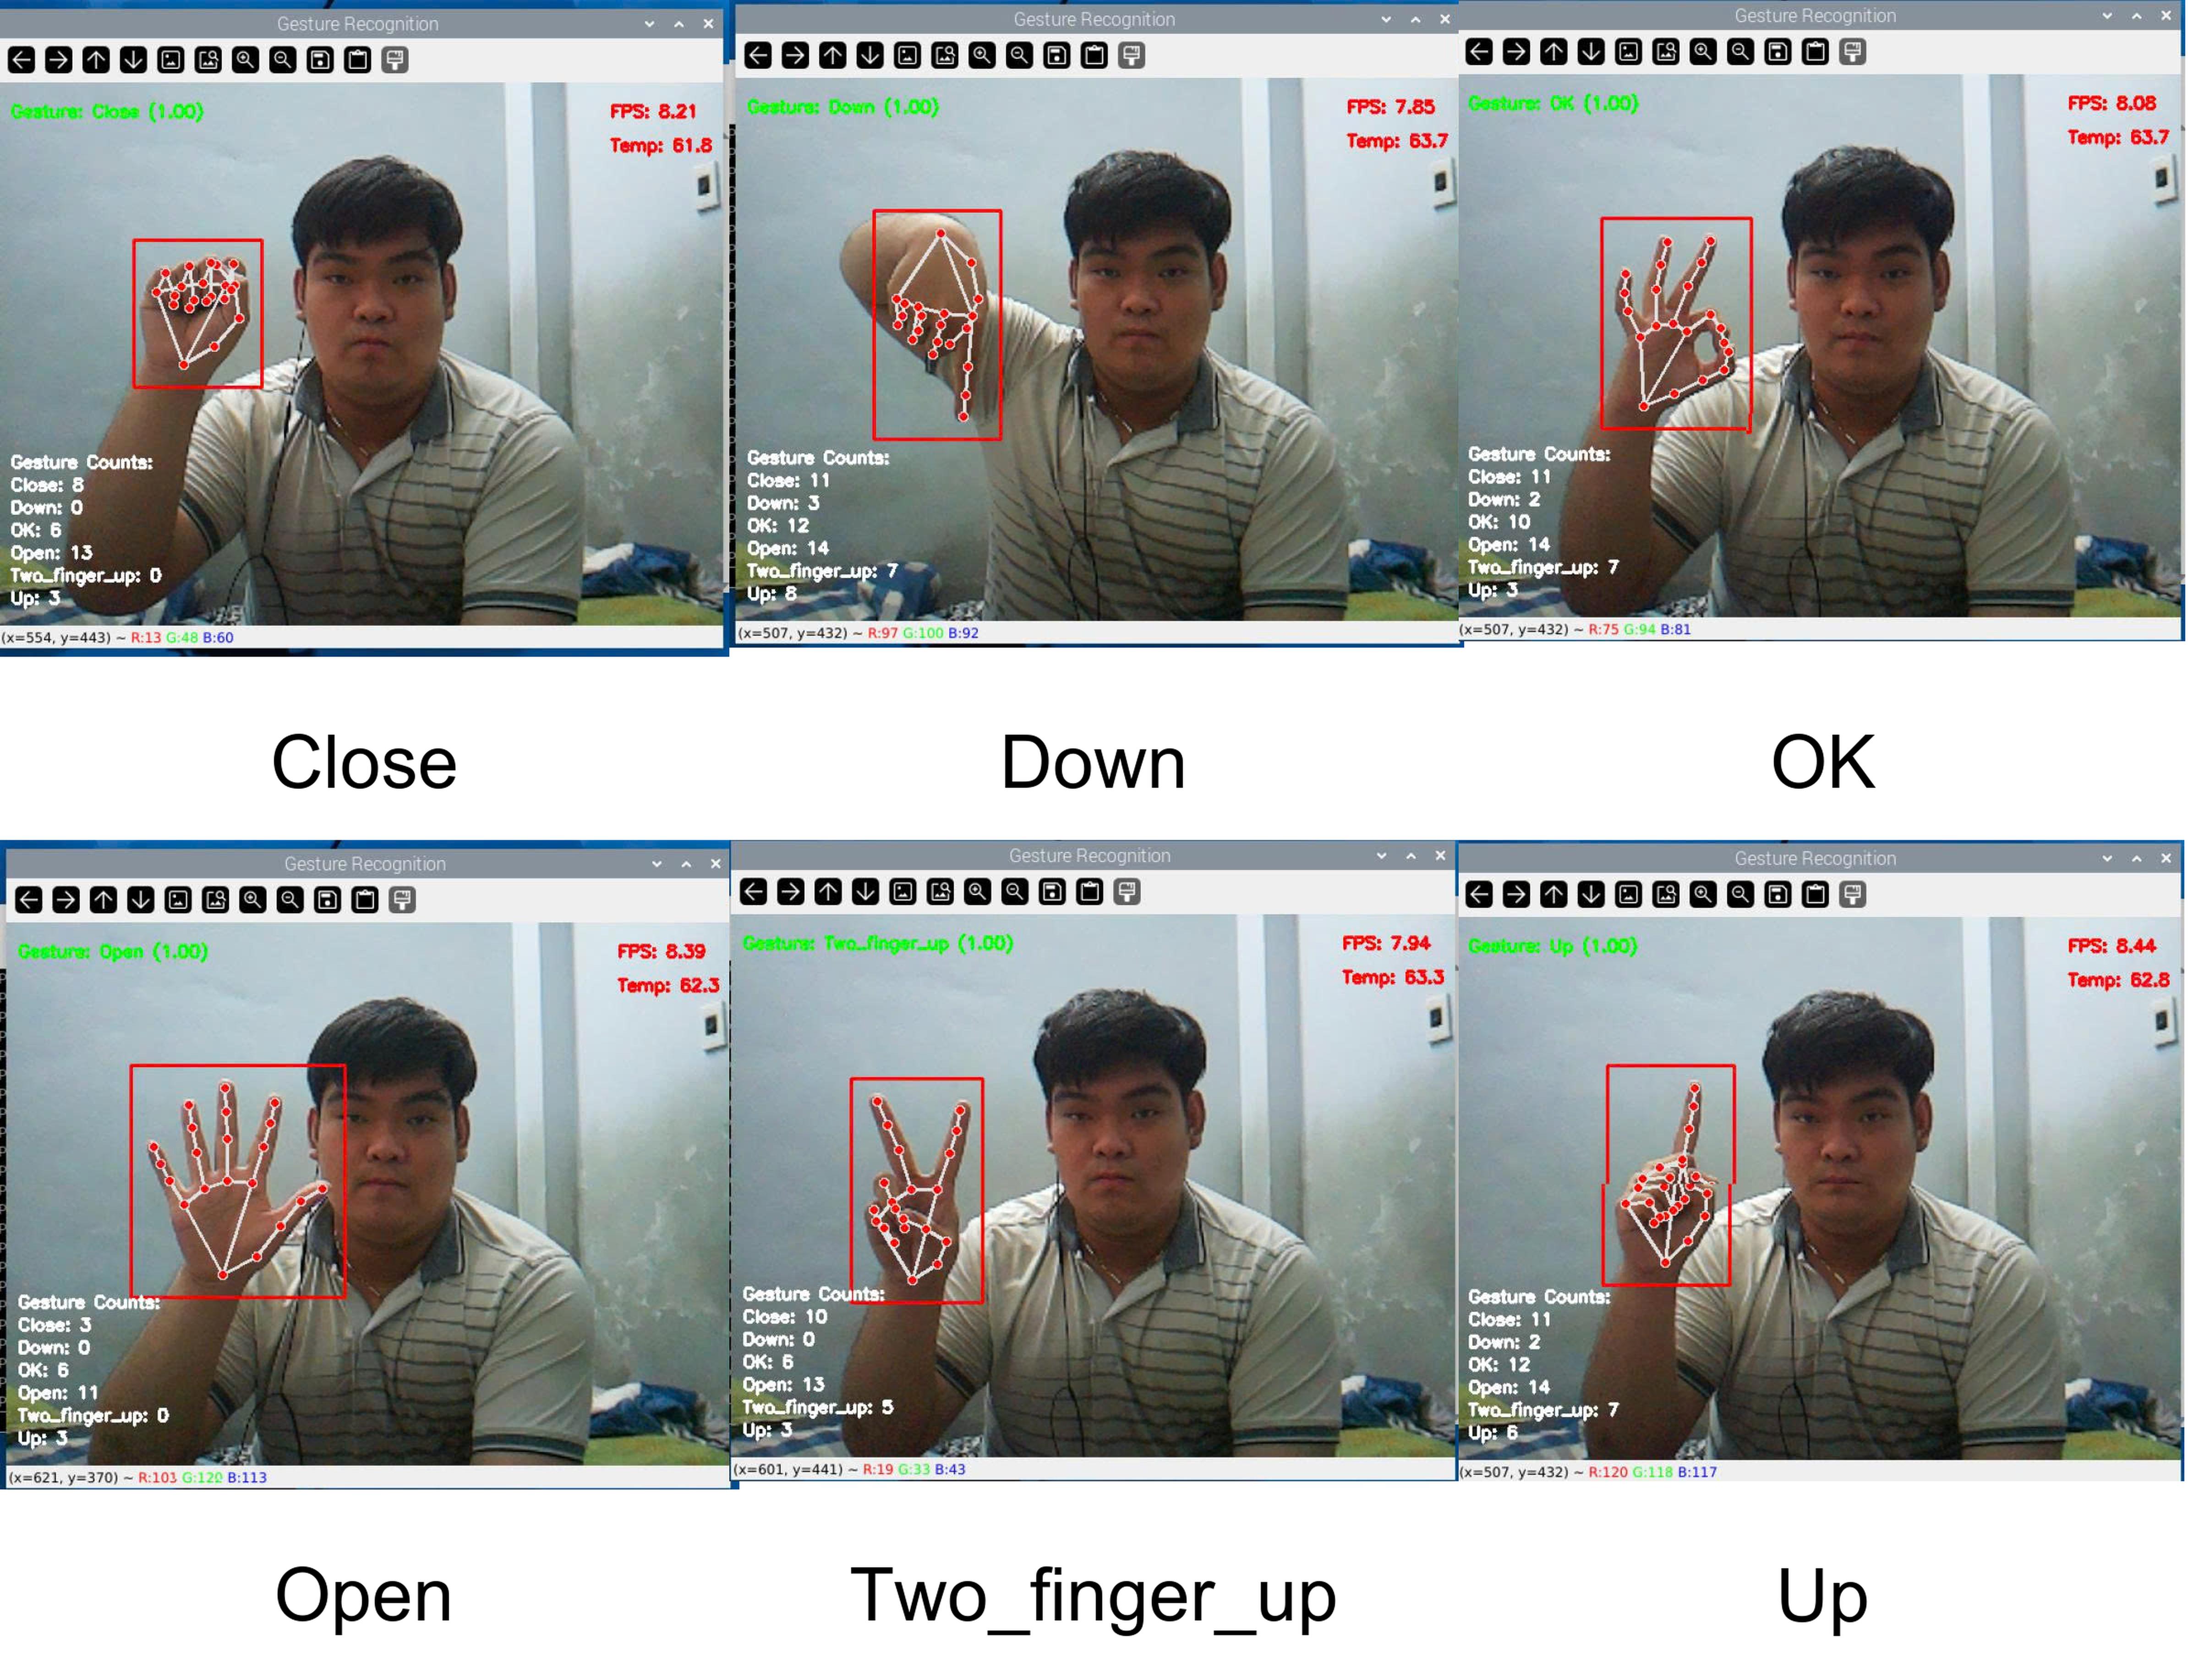 Gesture Recognition
Gesture: Close (1.00)
FPS: 8.21
Temp: 61.8
Gesture Counts:
Close: 8
Down: 0
OK: 6
Open: 13
Two_finger_up: 0
Up: 3
(x=554, y=443) ~ R:13 G:48 B:60
Gesture Recognition
Gesture: Down (1.00)
FPS: 7.85
Temp: 63.7
Gesture Counts:
Close: 11
Down: 3
OK: 12
Open: 14
Two_finger_up: 7
Up: 8
(x=507, y=432) ~ R:97 G:100 B:92
Gesture Recognition
Gesture: OK (1.00)
FPS: 8.08
Temp: 63.7
Gesture Counts:
Close: 11
Down: 2
OK: 10
Open: 14
Two_finger_up: 7
Up: 3
(x=507, y=432) ~ R:75 G:94 B:81
Close
Down
OK
Gesture Recognition
Gesture: Open (1.00)
FPS: 8.39
Temp: 62.3
Gesture Counts:
Close: 3
Down: 0
OK: 6
Open: 11
Two_finger_up: 0
Up: 3
(x=621, y=370) ~ R:103 G:120 B:113
Gesture Recognition
Gesture: Two_finger_up (1.00)
FPS: 7.94
Temp: 63.3
Gesture Counts:
Close: 10
Down: 0
OK: 6
Open: 13
Two_finger_up: 5
Up: 3
(x=601, y=441) ~ R:19 G:33 B:43
Gesture Recognition
Gesture: Up (1.00)
FPS: 8.44
Temp: 62.8
Gesture Counts:
Close: 11
Down: 2
OK: 12
Open: 14
Two_finger_up: 7
Up: 6
(x=507, y=432) ~ R:120 G:118 B:117
Open
Two_finger_up
Up